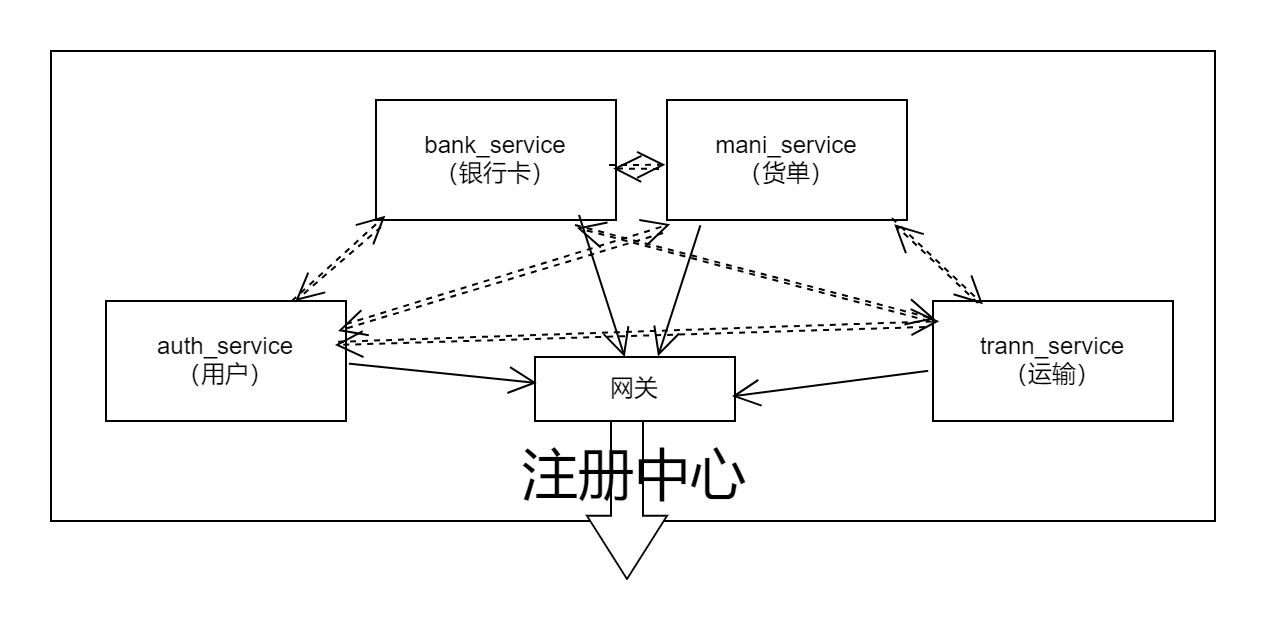 bank_service
（银行卡）
mani_service
（货单）
auth_service
（用户）
trann_service
（运输）
网关
注册中心